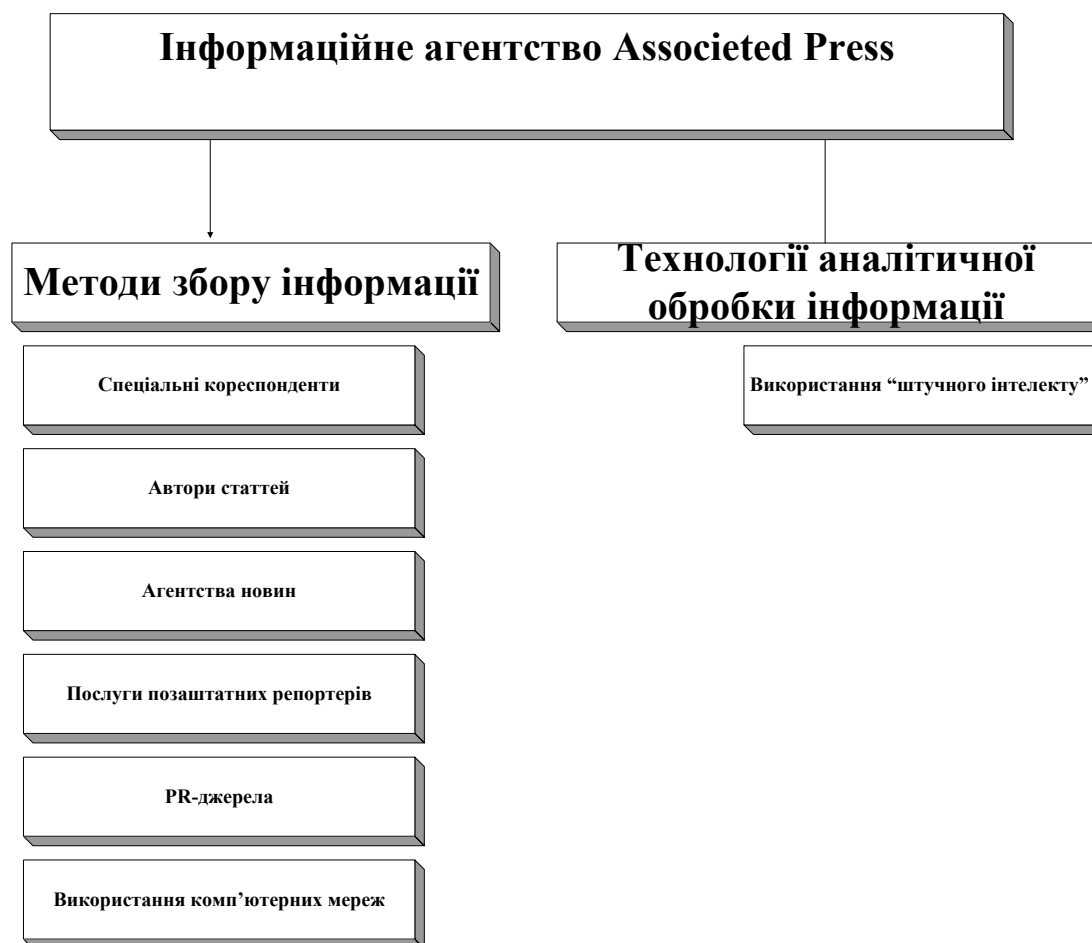 Інформаційне агентство Associeted Press
Методи збору інформації
Технології аналітичної
обробки інформації
Спеціальні кореспонденти
Використання “штучного інтелекту”
Автори статтей
Агентства новин
Послуги позаштатних репортерів
PR-джерела
Використання комп’ютерних мереж